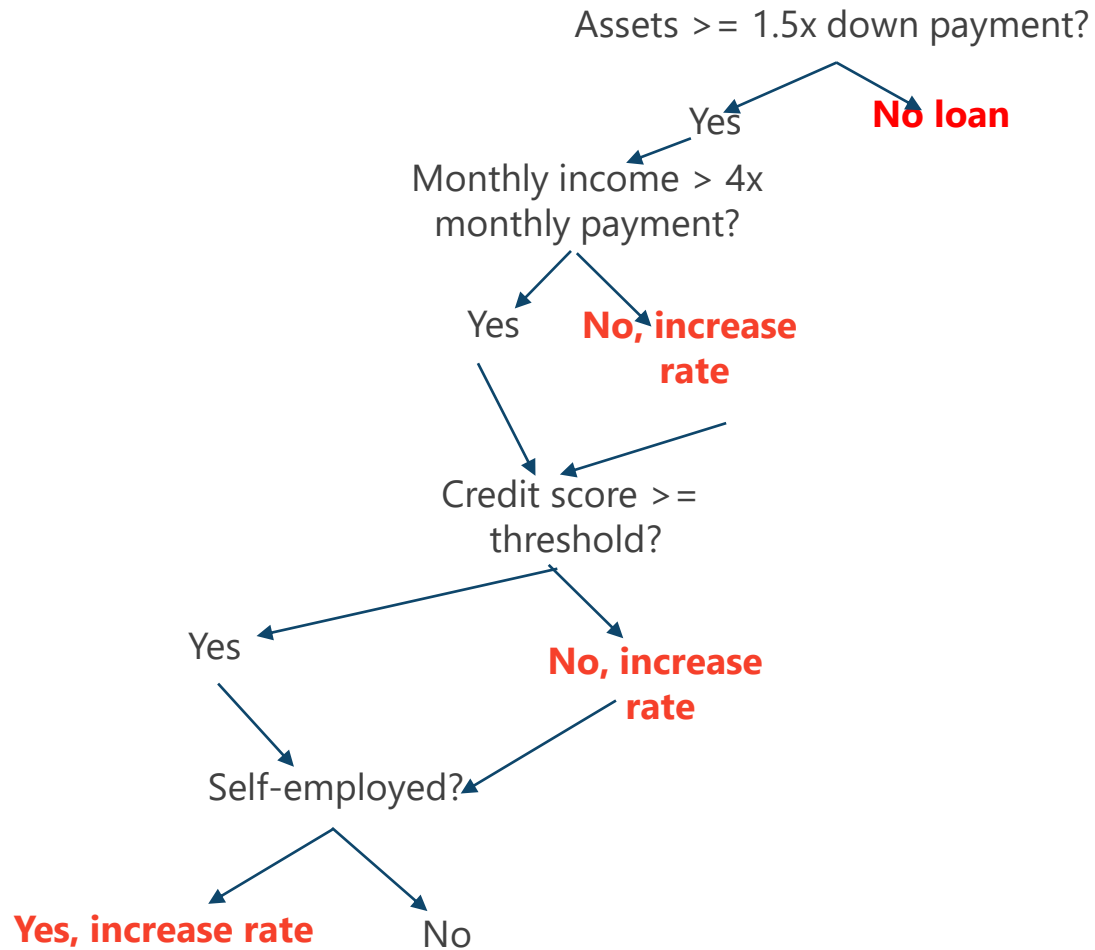 Assets >= 1.5x down payment?
Yes
No loan
Monthly income > 4x
monthly payment?
Yes
No, increase
rate
Credit score >=
threshold?
Yes
No, increase
rate
Self-employed?
Yes, increase rate
No